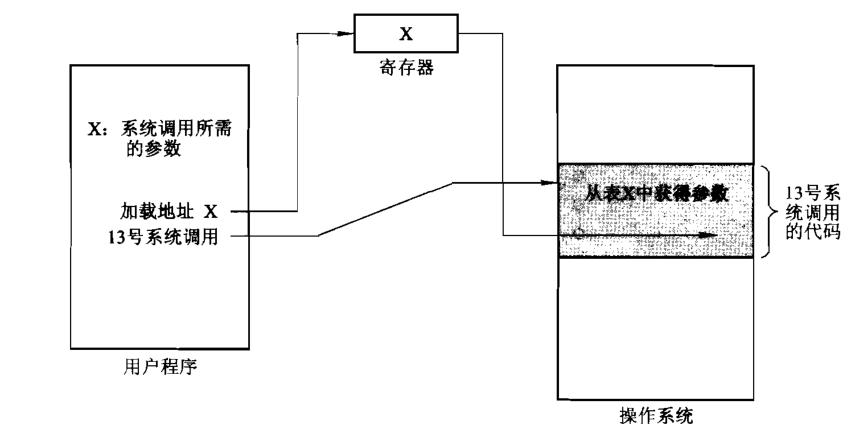 X
寄存器
X：系统调用所需
的参数
加载地址 X
13号系统调用
用户程序
从表X中获得参数
13号系
统调用
的代码
操作系统